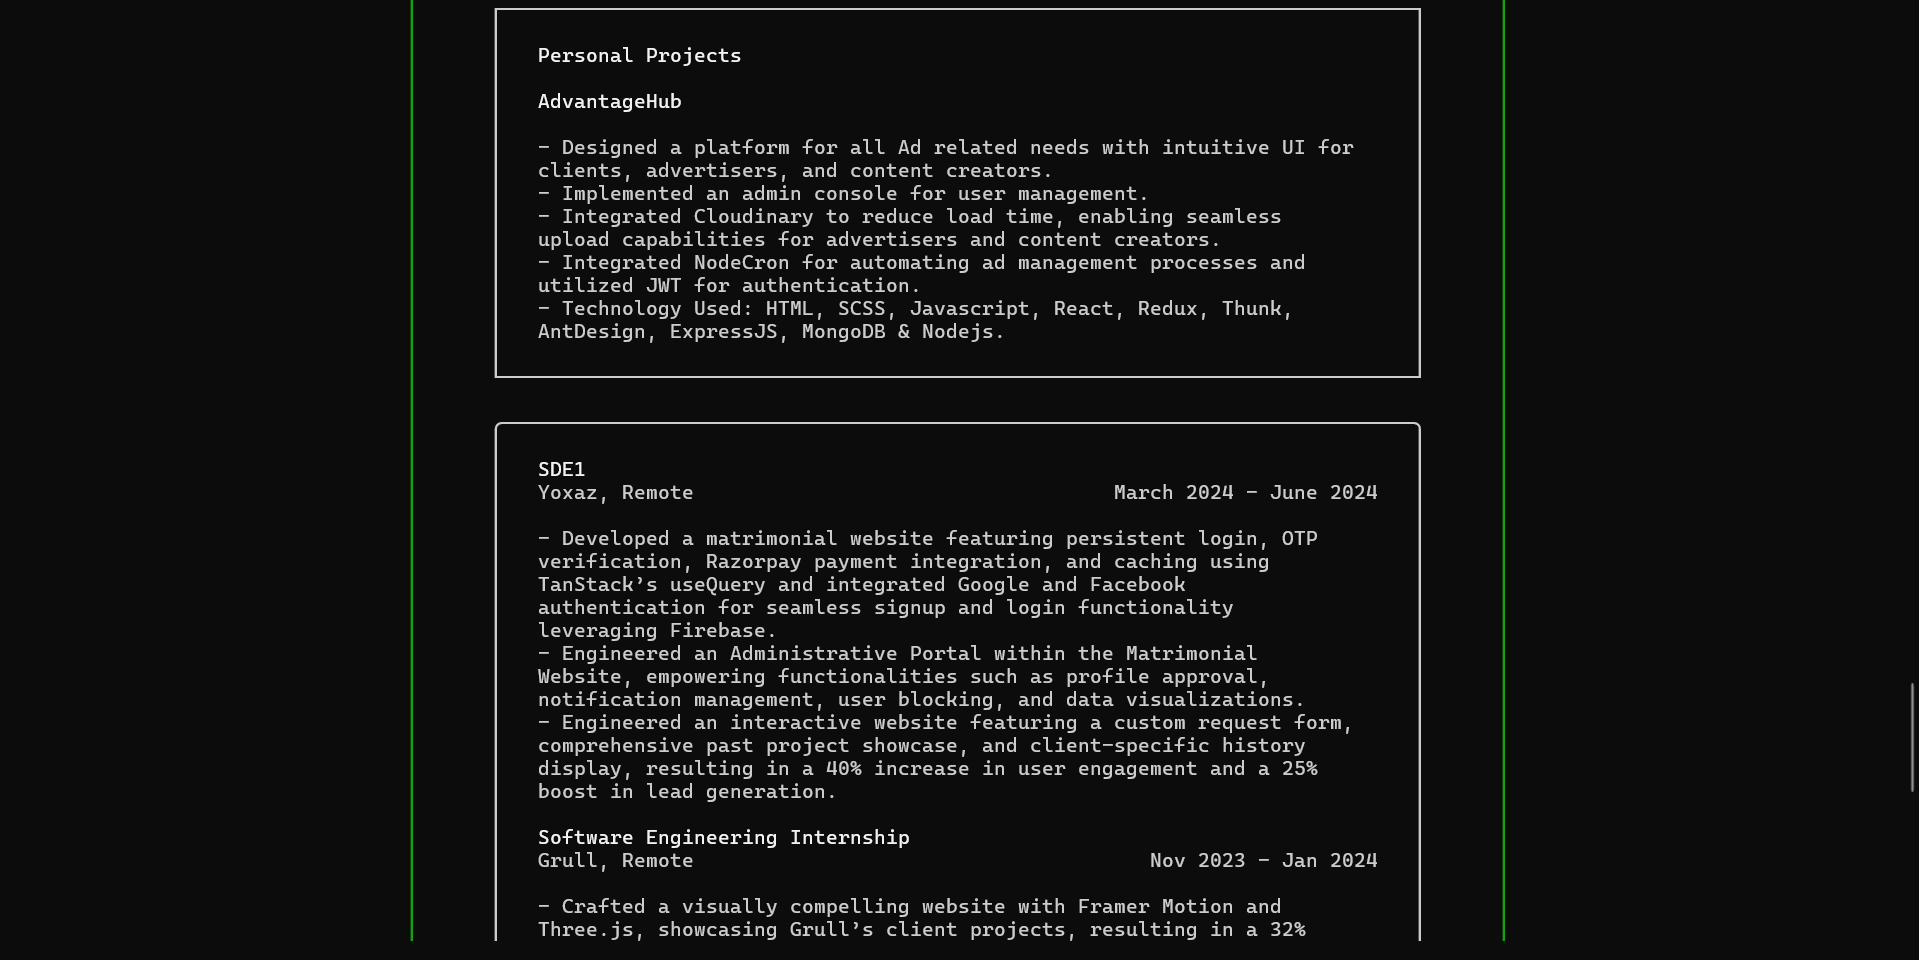 Personal Projects
AdvantageHub
- Designed a platform for all Ad related needs with intuitive UI for
clients, advertisers, and content creators.
- Implemented an admin console for user management.
- Integrated Cloudinary to reduce load time, enabling seamless
upload capabilities for advertisers and content creators.
- Integrated NodeCron for automating ad management processes and
utilized JWT for authentication.
- Technology Used: HTML, SCSS, Javascript, React, Redux, Thunk,
AntDesign, ExpressJS, MongoDB & Nodejs.
SDE1
Yoxaz, Remote March 2024 - June 2024
- Developed a matrimonial website featuring persistent login, OTP
verification, Razorpay payment integration, and caching using
TanStack’s useQuery and integrated Google and Facebook
authentication for seamless signup and login functionality
leveraging Firebase.
- Engineered an Administrative Portal within the Matrimonial
Website, empowering functionalities such as profile approval,
notification management, user blocking, and data visualizations.
- Engineered an interactive website featuring a custom request form,
comprehensive past project showcase, and client-specific history
display, resulting in a 40% increase in user engagement and a 25%
boost in lead generation.
Software Engineering Internship
Grull, Remote Nov 2023 - Jan 2024
- Crafted a visually compelling website with Framer Motion and
Three.js, showcasing Grull’s client projects, resulting in a 32%